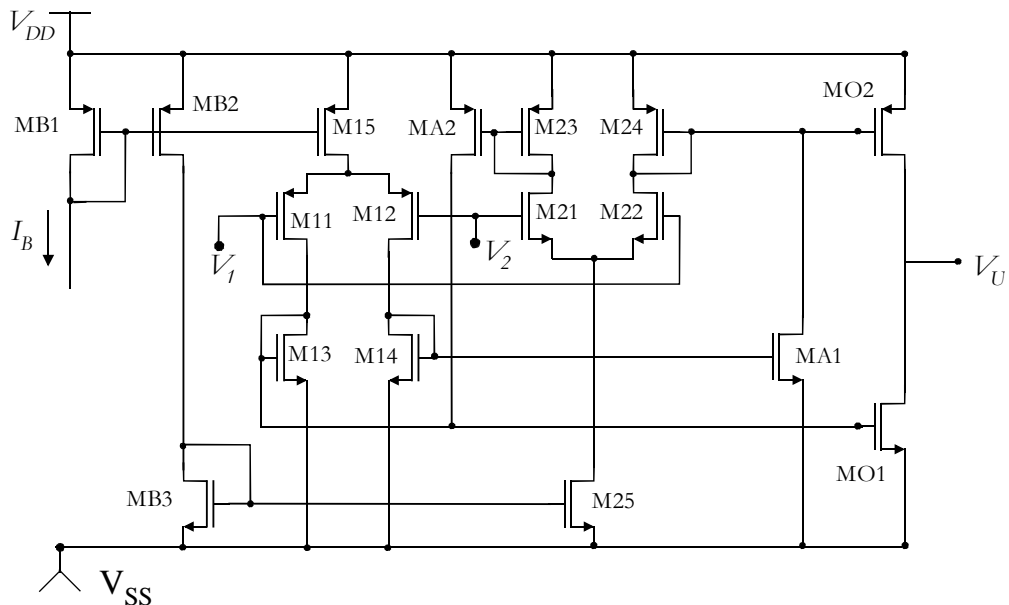 V_DD
MB1
MB2
M15
MA2
M23
M24
MO2
M11
M12
M21
M22
I_B
V_1
V_2
V_U
M13
M14
MA1
MO1
MB3
M25
V_SS